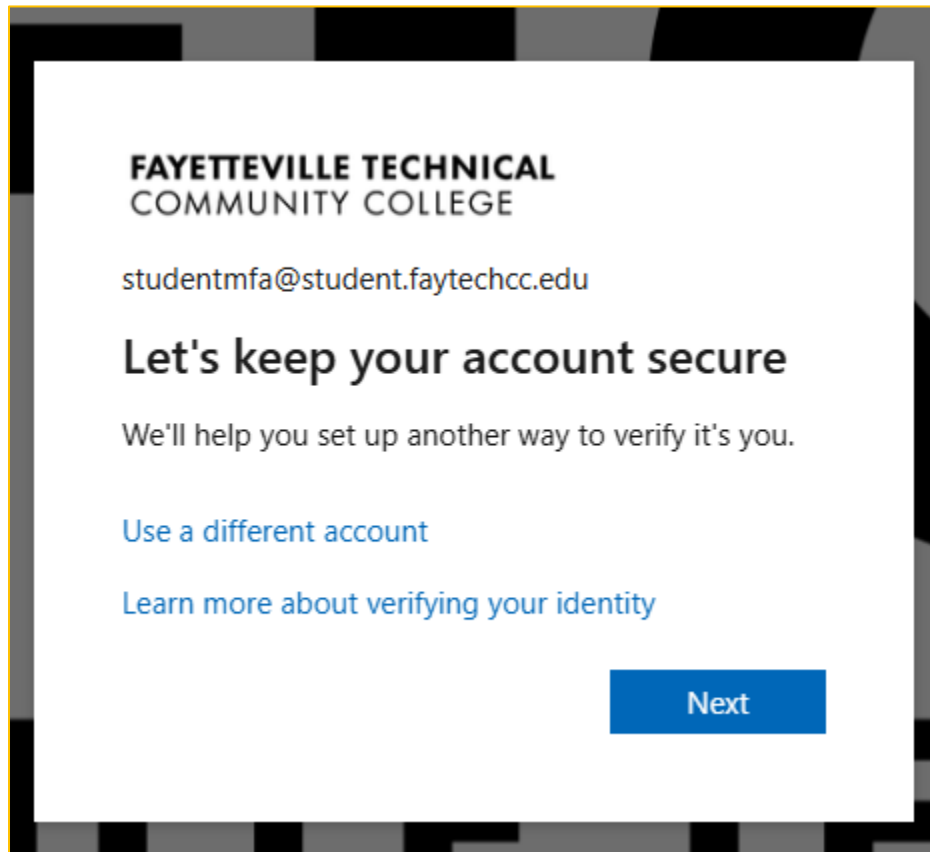 FAYETTEVILLE TECHNICAL
COMMUNITY COLLEGE
studentmfa@student.faytechcc.edu
Let's keep your account secure
We'll help you set up another way to verify it's you.
Use a different account
Learn more about verifying your identity
Next